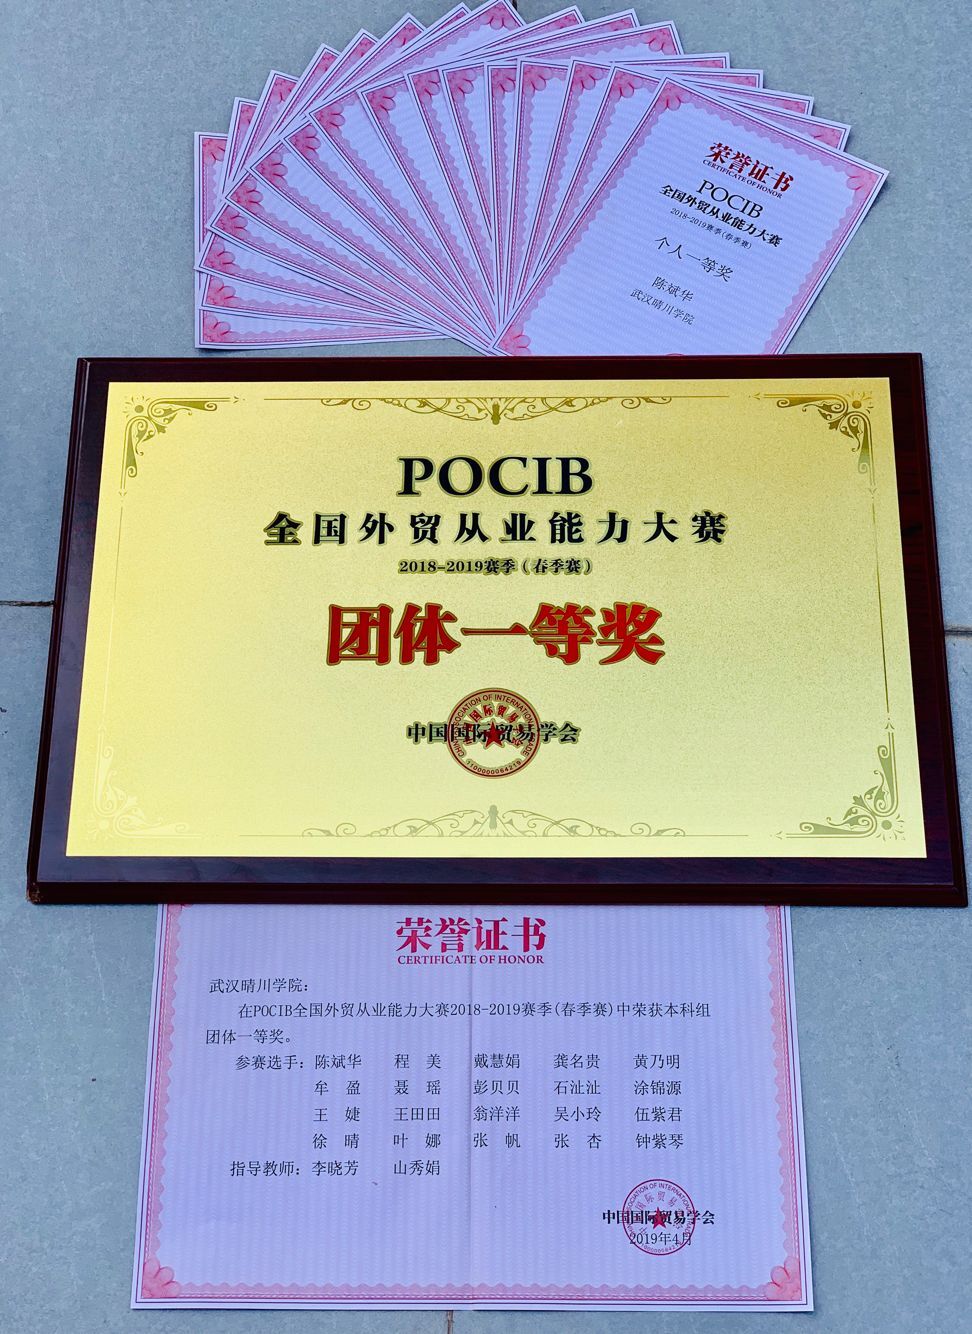 荣誉证书
CERTIFICATE OF HONOR
POCIB
全国外贸从业能力大赛
2018-2019赛季(春季赛)
个人一等奖
陈斌华
武汉晴川学院
POCIB
全国外贸从业能力大赛
2018-2019赛季(春季赛)
团体一等奖
中国国际贸易学会
CHINA ASSOCIATION OF INTERNATIONAL TRADE
1100000064219
荣誉证书
CERTIFICATE OF HONOR
武汉晴川学院:
在POCIB全国外贸从业能力大赛2018-2019赛季(春季赛)中荣获本科组
团体一等奖。
参赛选手: 陈斌华 程 美 戴慧娟 龚名贵 黄乃明
牟 盈 聂 瑶 彭贝贝 石沚沚 涂锦源
王 婕 王田田 翁洋洋 吴小玲 伍紫君
徐 晴 叶 娜 张 帆 张 杏 钟紫琴
指导教师: 李晓芳 山秀娟
中国国际贸易学会
2019年4月